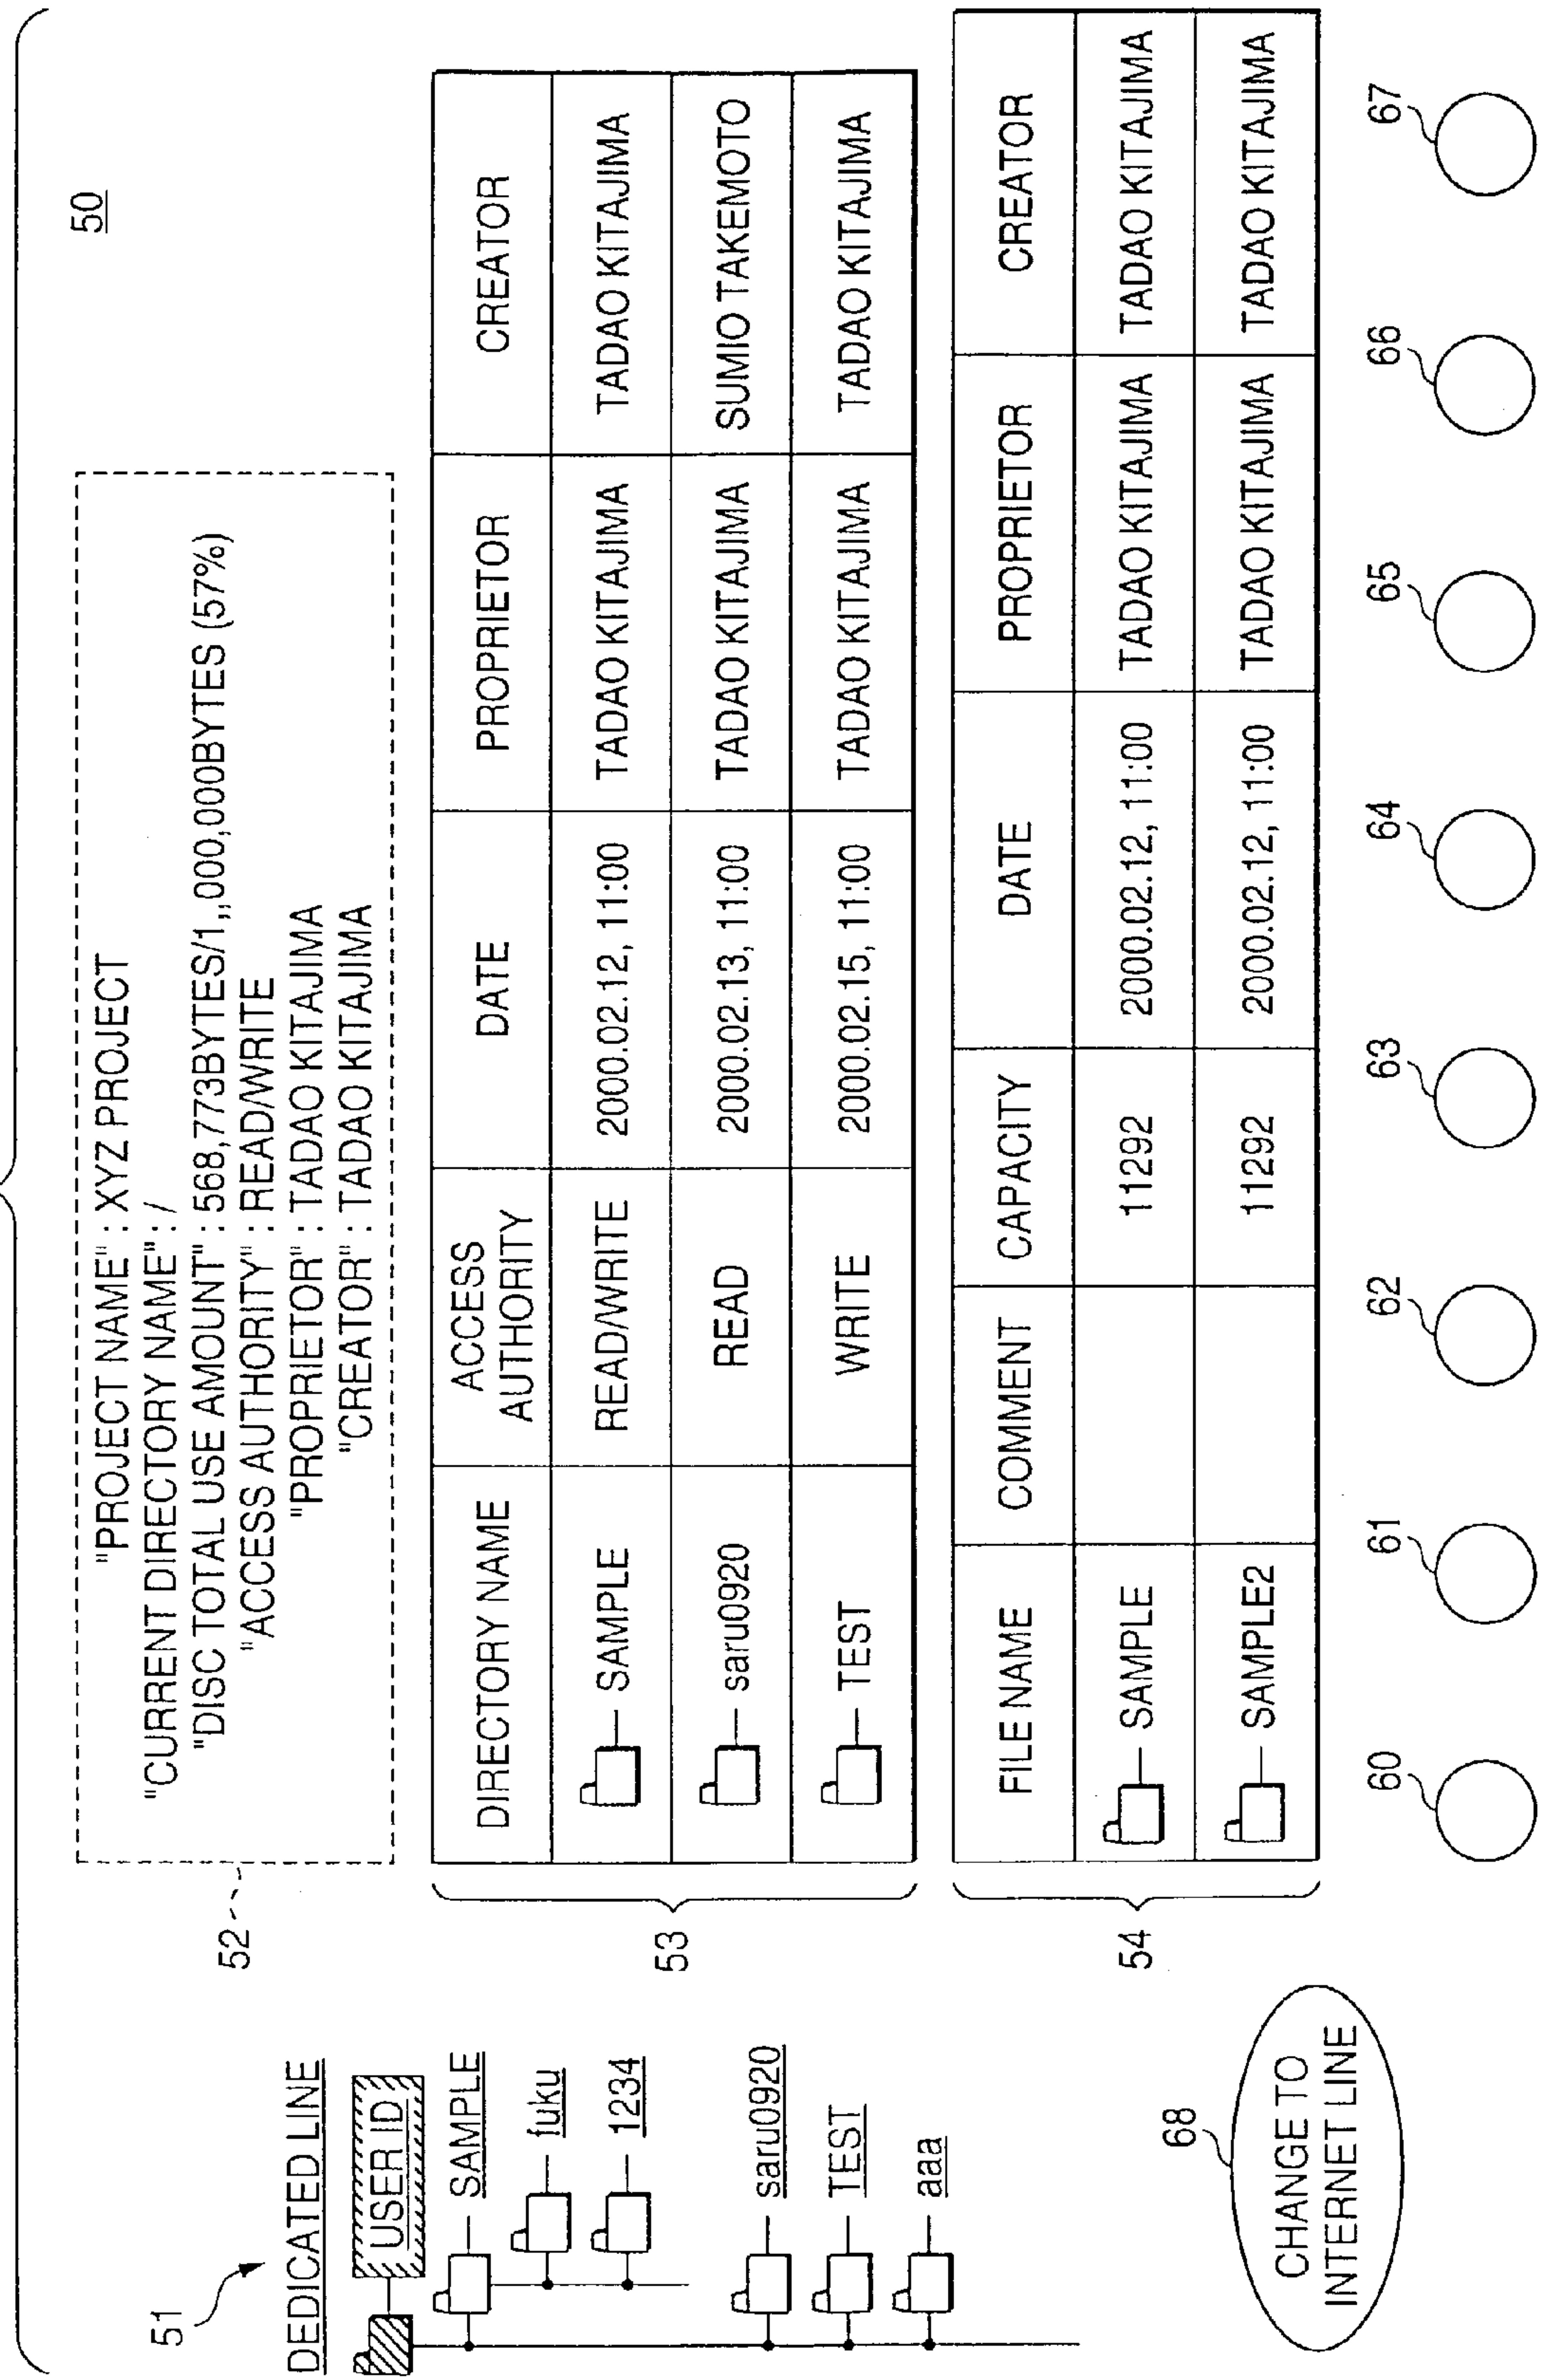 50
51
DEDICATED LINE
USER ID
SAMPLE
fuku
1234
saru0920
TEST
aaa
68
CHANGE TO
INTERNET LINE
52
"PROJECT NAME" : XYZ PROJECT
"CURRENT DIRECTORY NAME" : /
"DISC TOTAL USE AMOUNT" : 568,773BYTES/1,,000,000BYTES (57%)
"ACCESS AUTHORITY" : READ/WRITE
"PROPRIETOR" : TADAO KITAJIMA
"CREATOR" : TADAO KITAJIMA
53
DIRECTORY NAME ACCESS AUTHORITY DATE PROPRIETOR CREATOR
SAMPLE READ/WRITE 2000.02.12, 11:00 TADAO KITAJIMA TADAO KITAJIMA
saru0920 READ 2000.02.13, 11:00 TADAO KITAJIMA SUMIO TAKEMOTO
TEST WRITE 2000.02.15, 11:00 TADAO KITAJIMA TADAO KITAJIMA
54
FILE NAME COMMENT CAPACITY DATE PROPRIETOR CREATOR
SAMPLE 11292 2000.02.12, 11:00 TADAO KITAJIMA TADAO KITAJIMA
SAMPLE2 11292 2000.02.12, 11:00 TADAO KITAJIMA TADAO KITAJIMA
60 61 62 63 64 65 66 67